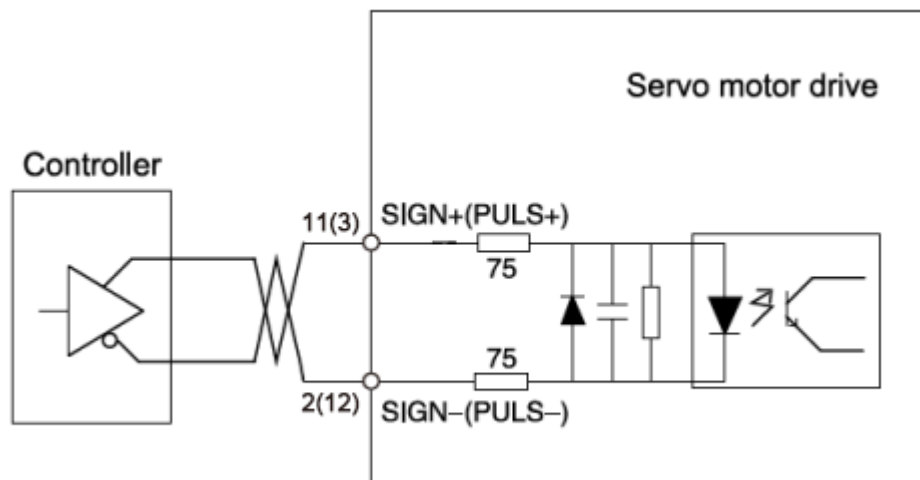 Servo motor drive
Controller
11(3)
SIGN+(PULS+)
75
75
2(12)
SIGN−(PULS−)